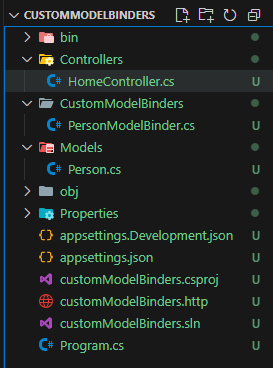 CUSTOMMODELBINDERS
bin
Controllers
C# HomeController.cs U
CustomModelBinders
C# PersonModelBinder.cs U
Models
C# Person.cs U
obj
Properties
{} appsettings.Development.json U
{} appsettings.json U
customModelBinders.csproj U
customModelBinders.http U
customModelBinders.sln U
C# Program.cs U